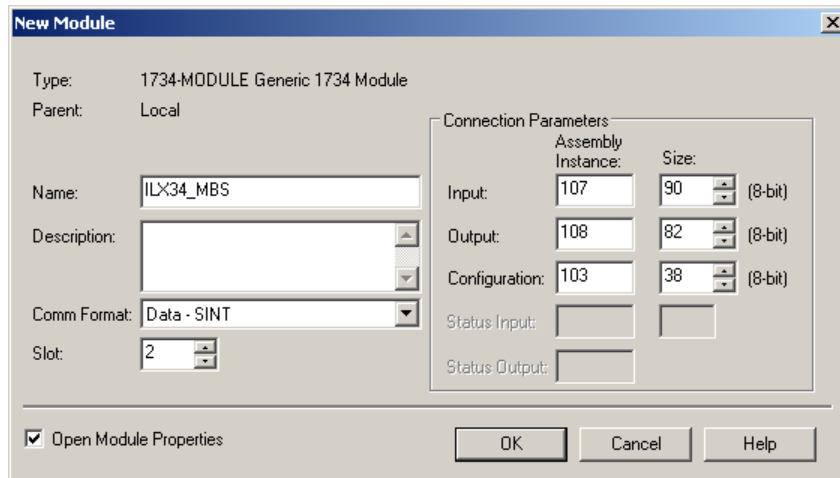 New Module
Type: 1734-MODULE Generic 1734 Module
Parent: Local
Connection Parameters
Assembly Instance: Size:
Name: ILX34_MBS
Input: 107 90 (8-bit)
Description:
Output: 108 82 (8-bit)
Configuration: 103 38 (8-bit)
Comm Format: Data - SINT
Status Input:
Slot: 2
Status Output:
Open Module Properties
OK Cancel Help